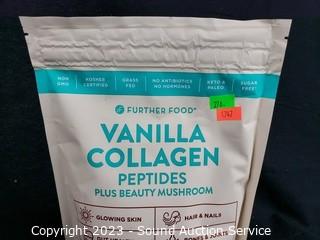 NON GMO
KOSHER CERTIFIED
GRASS FED
NO ANTIBIOTICS NO HORMONES
KETO & PALEO
SUGAR FREE!
FURTHER FOOD
VANILLA
COLLAGEN
PEPTIDES
PLUS BEAUTY MUSHROOM
GLOWING SKIN
HAIR & NAILS
Copyright 2023 - Sound Auction Service